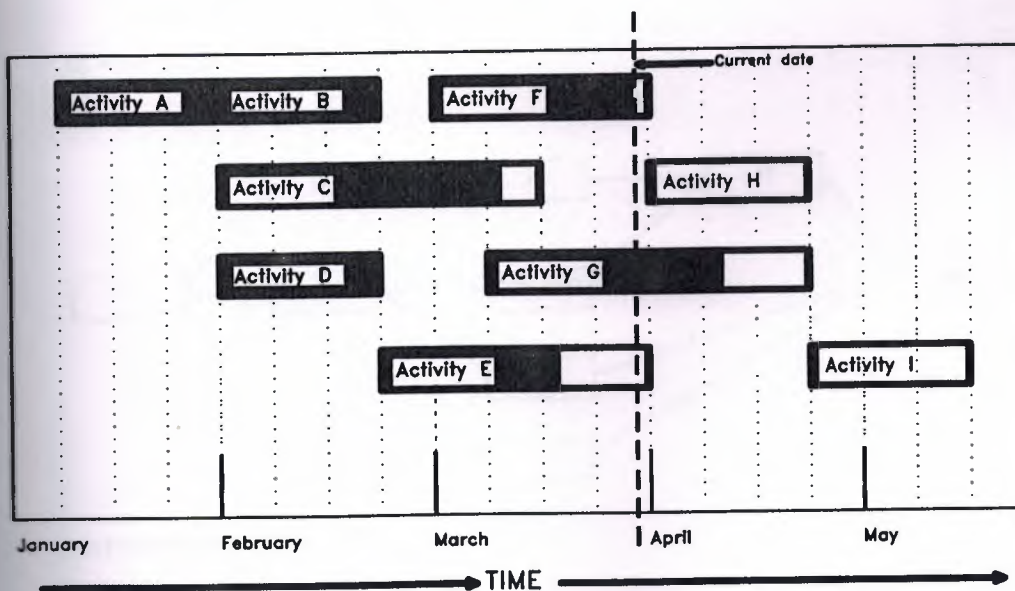 Current date
Activity A Activity B Activity F
Activity C Activity H
Activity D Activity G
Activity E Activity I
January February March April May
TIME